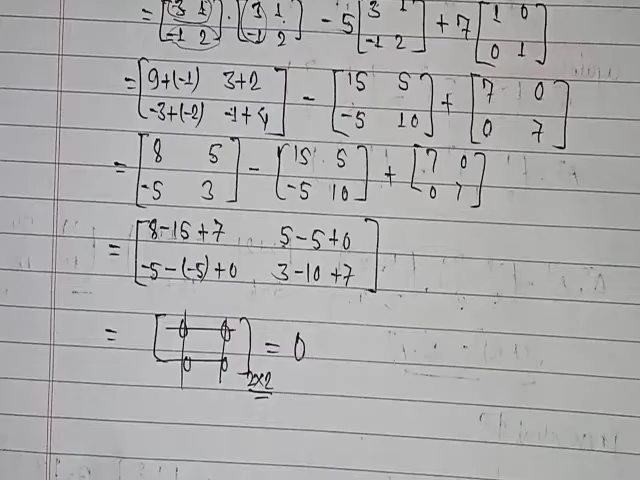 = [3 1 -1 2] · [3 1 -1 2] - 5 [3 1 -1 2] + 7 [1 0 0 1]
= [9+(-1) 3+2 -3+(-2) -1+4] - [15 5 -5 10] + [7 0 0 7]
= [8 5 -5 3] - [15 5 -5 10] + [7 0 0 7]
= [8-15+7 5-5+0 -5-(-5)+0 3-10+7]
= [0 0 0 0] 2×2 = 0